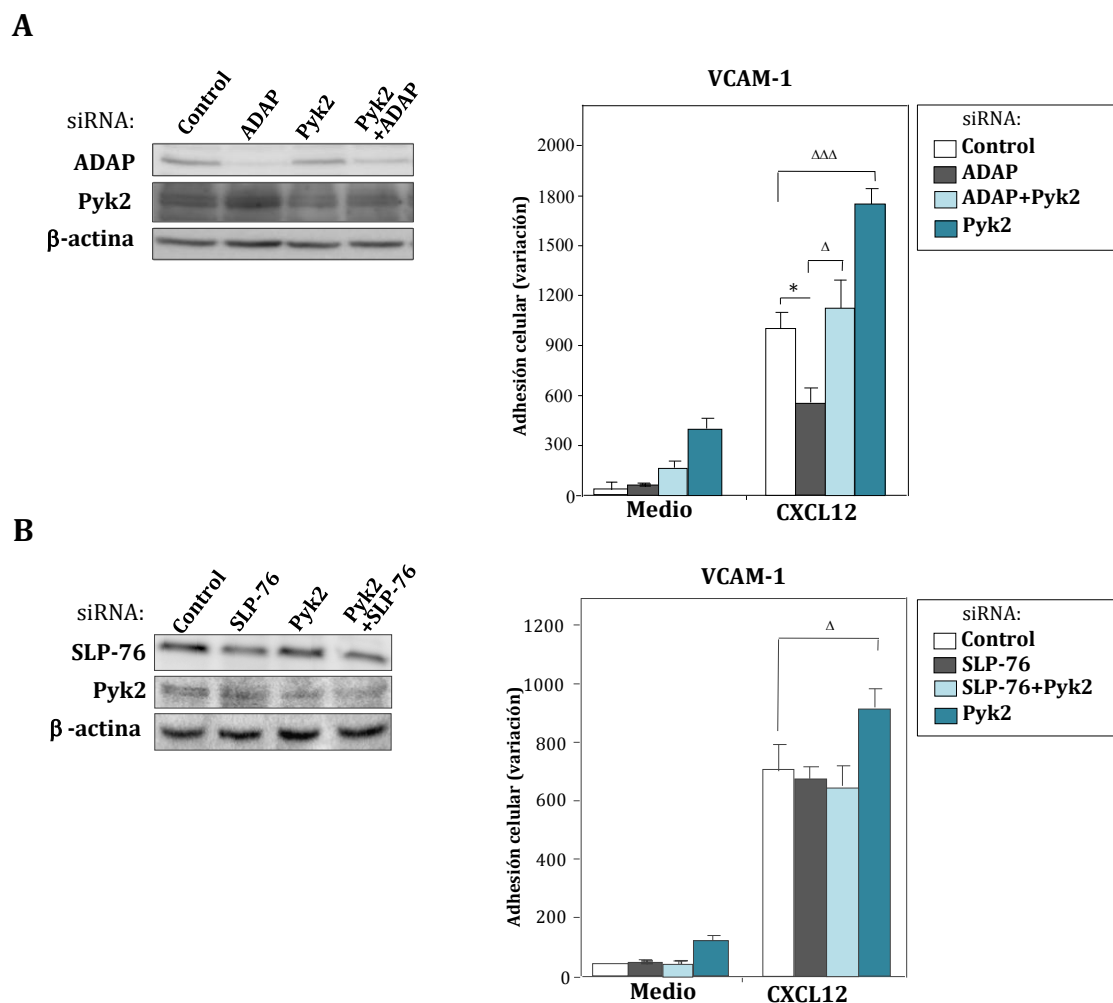 A
siRNA:
Control
ADAP
Pyk2
Pyk2
+ADAP
ADAP
Pyk2
β-actina
VCAM-1
Adhesión celular (variación)
2000
1800
1500
1200
900
600
300
0
*
Δ
ΔΔΔ
Medio
CXCL12
siRNA:
Control
ADAP
ADAP+Pyk2
Pyk2
B
siRNA:
Control
SLP-76
Pyk2
Pyk2
+SLP-76
SLP-76
Pyk2
β -actina
VCAM-1
Adhesión celular (variación)
1200
1000
800
600
400
200
0
Δ
Medio
CXCL12
siRNA:
Control
SLP-76
SLP-76+Pyk2
Pyk2